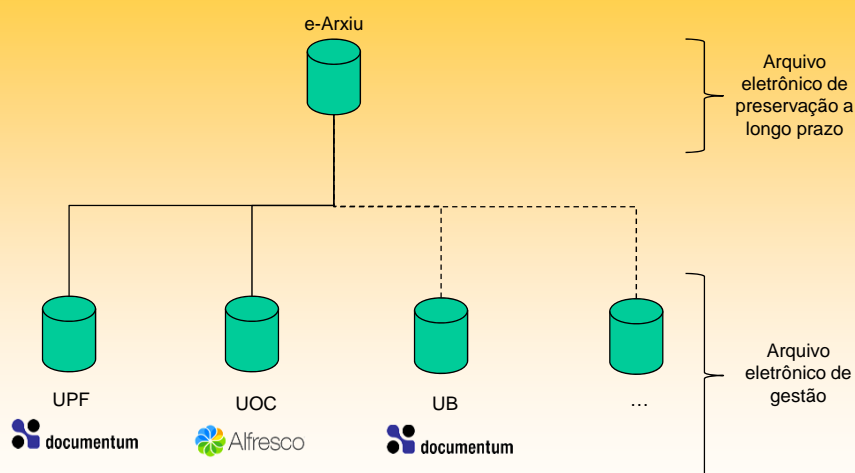 e-Arxiu
Arquivo
eletrônico de
preservação a
longo prazo
UPF
UOC
UB
…
documentum
Alfresco
documentum
Arquivo
eletrônico de
gestão